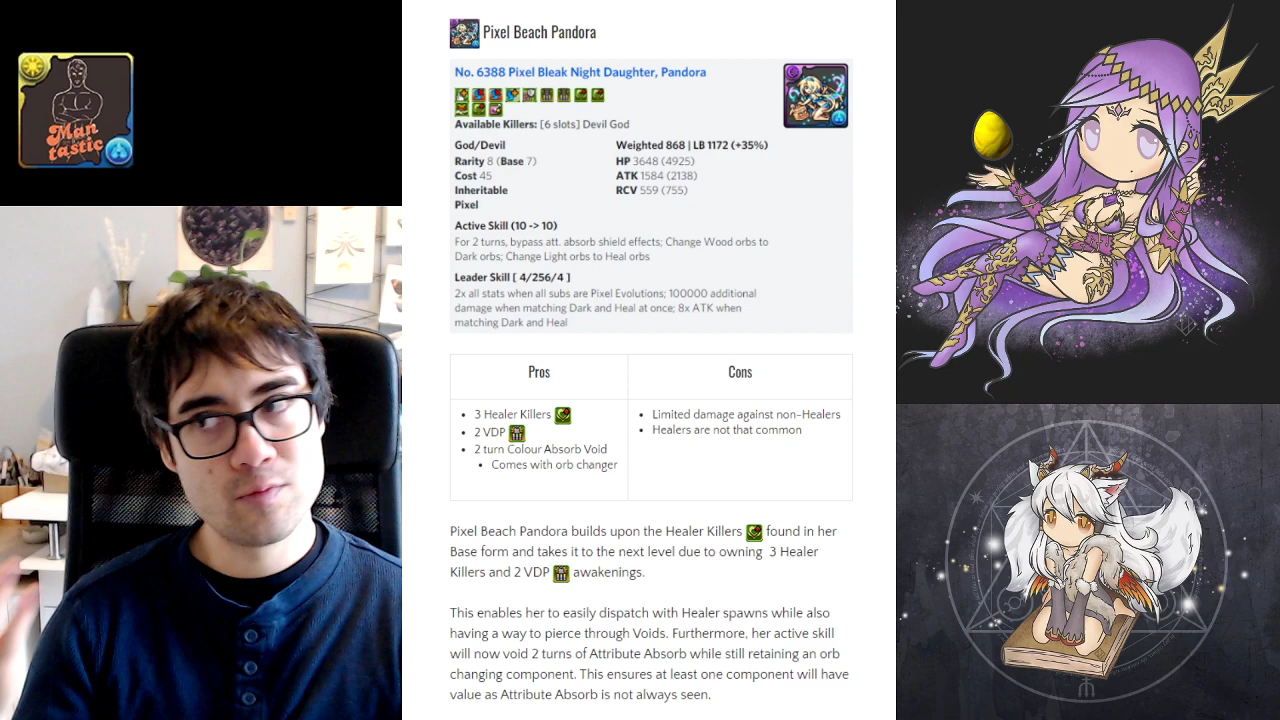 Man
tastic
Pixel Beach Pandora
No. 6388 Pixel Bleak Night Daughter, Pandora
Available Killers: [6 slots] Devil God
God/Devil
Rarity 8 (Base 7)
Cost 45
Inheritable
Pixel
Weighted 868 | LB 1172 (+35%)
HP 3648 (4925)
ATK 1584 (2138)
RCV 559 (755)
Active Skill (10 -> 10)
For 2 turns, bypass att. absorb shield effects; Change Wood orbs to
Dark orbs; Change Light orbs to Heal orbs
Leader Skill [ 4/256/4 ]
2x all stats when all subs are Pixel Evolutions; 100000 additional
damage when matching Dark and Heal at once; 8x ATK when
matching Dark and Heal
Pros
3 Healer Killers
2 VDP
2 turn Colour Absorb Void
Comes with orb changer
Cons
Limited damage against non-Healers
Healers are not that common
Pixel Beach Pandora builds upon the Healer Killers found in her
Base form and takes it to the next level due to owning 3 Healer
Killers and 2 VDP awakenings.
This enables her to easily dispatch with Healer spawns while also
having a way to pierce through Voids. Furthermore, her active skill
will now void 2 turns of Attribute Absorb while still retaining an orb
changing component. This ensures at least one component will have
value as Attribute Absorb is not always seen.